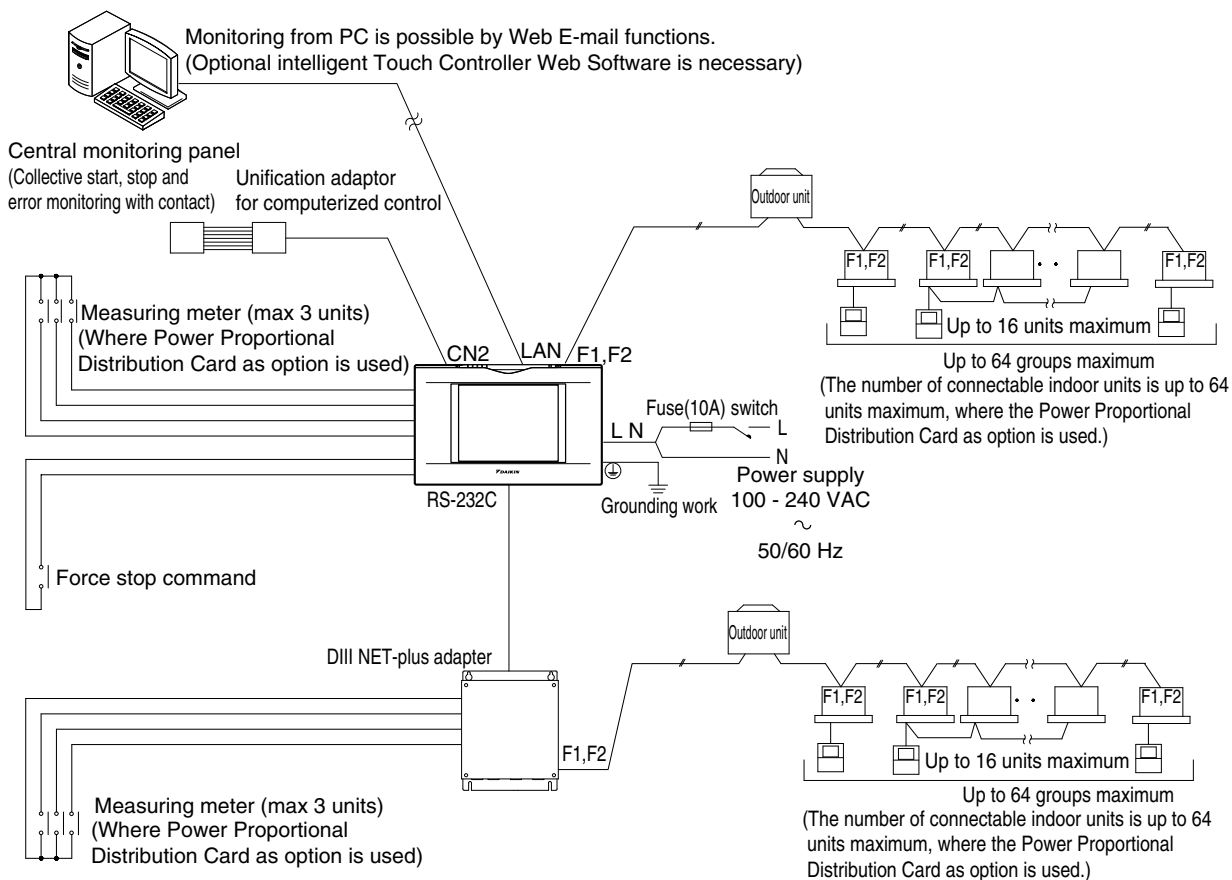 Monitoring from PC is possible by Web E-mail functions.
(Optional intelligent Touch Controller Web Software is necessary)
Central monitoring panel
(Collective start, stop and
error monitoring with contact)
Unification adaptor
for computerized control
Outdoor unit
F1,F2
F1,F2
F1,F2
Up to 16 units maximum
Up to 64 groups maximum
(The number of connectable indoor units is up to 64
units maximum, where the Power Proportional
Distribution Card as option is used.)
Measuring meter (max 3 units)
(Where Power Proportional
Distribution Card as option is used)
CN2
LAN
F1,F2
DAIKIN
RS-232C
L N
Fuse(10A) switch
L
N
Grounding work
Power supply
100 - 240 VAC
~
50/60 Hz
Force stop command
DIII NET-plus adapter
F1,F2
Outdoor unit
F1,F2
F1,F2
F1,F2
Up to 16 units maximum
Up to 64 groups maximum
(The number of connectable indoor units is up to 64
units maximum, where the Power Proportional
Distribution Card as option is used.)
Measuring meter (max 3 units)
(Where Power Proportional
Distribution Card as option is used)